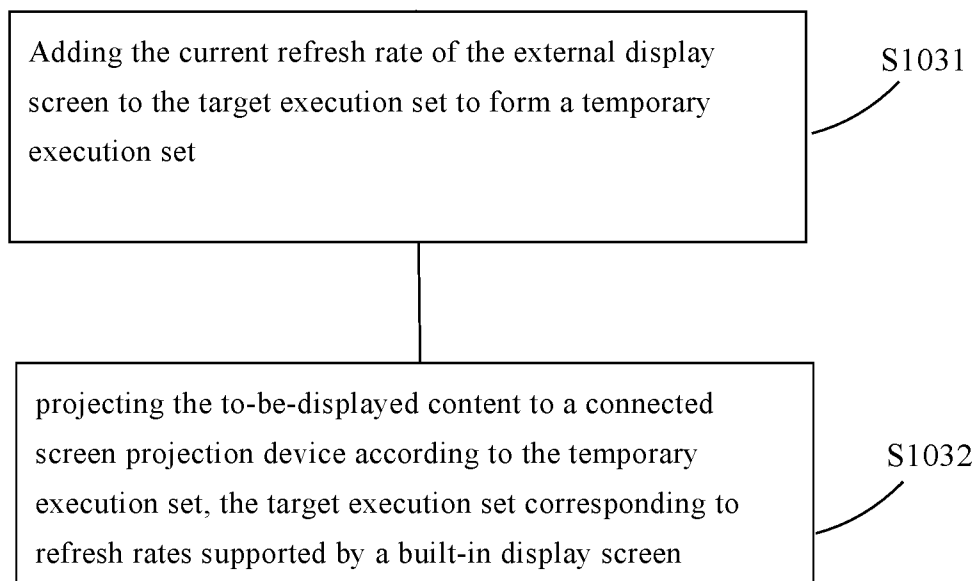 Adding the current refresh rate of the external display
screen to the target execution set to form a temporary
execution set
S1031
projecting the to-be-displayed content to a connected
screen projection device according to the temporary
execution set, the target execution set corresponding to
refresh rates supported by a built-in display screen
S1032